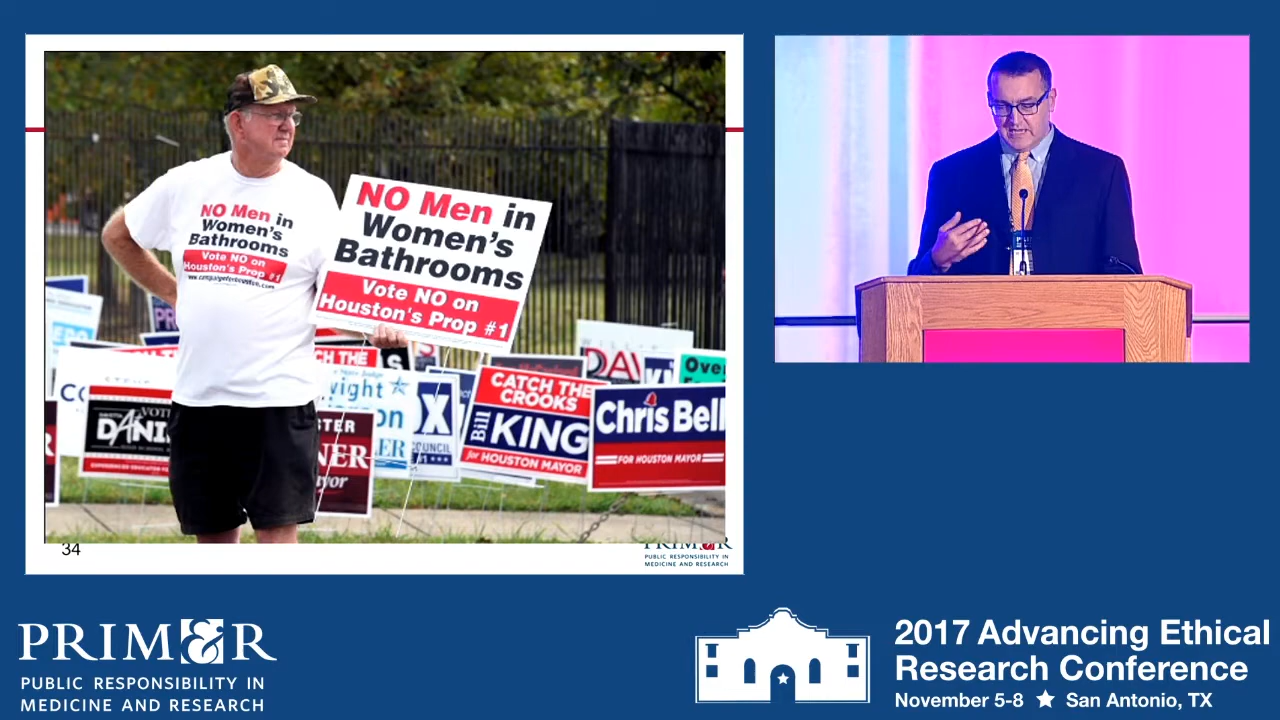 NO Men in
Women's
Bathrooms
Vote NO on
Houston's Prop #1
NO Men in
Women's
Bathrooms
Vote NO on
Houston's Prop #1
CATCH THE
CROOKS
Bill
KING
for HOUSTON MAYOR
Chris Bell
FOR HOUSTON MAYOR
VOTE
COUNCIL
34
PRIM&R
PUBLIC RESPONSIBILITY IN
MEDICINE AND RESEARCH
PRIM&R
PUBLIC RESPONSIBILITY IN
MEDICINE AND RESEARCH
2017 Advancing Ethical
Research Conference
November 5-8 ★ San Antonio, TX